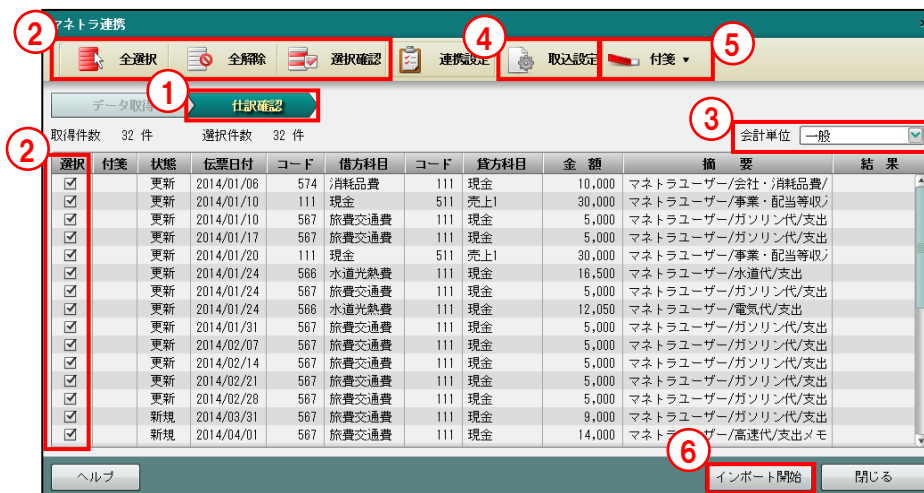 マネトラ連携
② ④ ⑤
全選択 全解除 選択確認 連携設定 取込設定 付箋 ▼
データ取得 ① 仕訳確認
取得件数 32 件 選択件数 32 件 ③ 会計単位 一般
②
選択 付箋 状態 伝票日付 コード 借方科目 コード 貸方科目 金 額 摘 要 結 果
更新 2014/01/06 574 消耗品費 111 現金 10,000 マネトラユーザー/会社・消耗品費/
更新 2014/01/10 111 現金 511 売上1 30,000 マネトラユーザー/事業・配当等収入
更新 2014/01/10 567 旅費交通費 111 現金 5,000 マネトラユーザー/ガソリン代/支出
更新 2014/01/17 567 旅費交通費 111 現金 5,000 マネトラユーザー/ガソリン代/支出
更新 2014/01/20 111 現金 511 売上1 30,000 マネトラユーザー/事業・配当等収入
更新 2014/01/24 566 水道光熱費 111 現金 16,500 マネトラユーザー/水道代/支出
更新 2014/01/24 567 旅費交通費 111 現金 5,000 マネトラユーザー/ガソリン代/支出
更新 2014/01/24 566 水道光熱費 111 現金 12,050 マネトラユーザー/電気代/支出
更新 2014/01/31 567 旅費交通費 111 現金 5,000 マネトラユーザー/ガソリン代/支出
更新 2014/02/07 567 旅費交通費 111 現金 5,000 マネトラユーザー/ガソリン代/支出
更新 2014/02/14 567 旅費交通費 111 現金 5,000 マネトラユーザー/ガソリン代/支出
更新 2014/02/21 567 旅費交通費 111 現金 5,000 マネトラユーザー/ガソリン代/支出
更新 2014/02/28 567 旅費交通費 111 現金 5,000 マネトラユーザー/ガソリン代/支出
新規 2014/03/31 567 旅費交通費 111 現金 9,000 マネトラユーザー/ガソリン代/支出
新規 2014/04/01 567 旅費交通費 111 現金 14,000 マネトラユーザー/高速代/支出メモ
⑥
ヘルプ インポート開始 閉じる